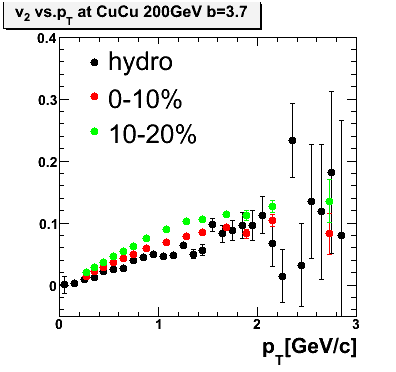 v2 vs.pT at CuCu 200GeV b=3.7
0.4
0.3
0.2
0.1
0
hydro
0-10%
10-20%
0 1 2 3
pT[GeV/c]